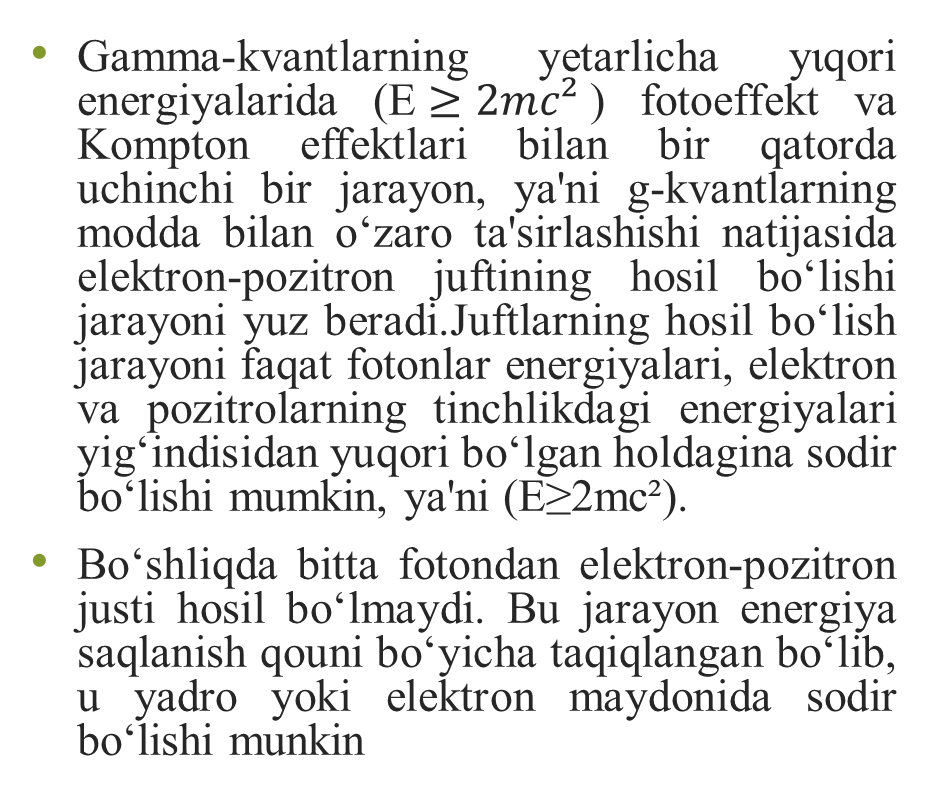 • Gamma-kvantlarning yetarlicha yıqori
energiyalarida (E ≥ 2𝑚𝑐² ) fotoeffekt va
Kompton effektlari bilan bir qatorda
uchinchi bir jarayon, ya'ni g-kvantlarning
modda bilan o‘zaro ta'sirlashishi natijasida
elektron-pozitron juftining hosil bo‘lishi
jarayoni yuz beradi.Juftlarning hosil bo‘lish
jarayoni faqat fotonlar energiyalari, elektron
va pozitrolarning tinchlikdagi energiyalari
yig‘indisidan yuqori bo‘lgan holdagina sodir
bo‘lishi mumkin, ya'ni (E≥2mc²).
• Bo‘shliqda bitta fotondan elektron-pozitron
justi hosil bo‘lmaydi. Bu jarayon energiya
saqlanish qouni bo‘yicha taqiqlangan bo‘lib,
u yadro yoki elektron maydonida sodir
bo‘lishi munkin